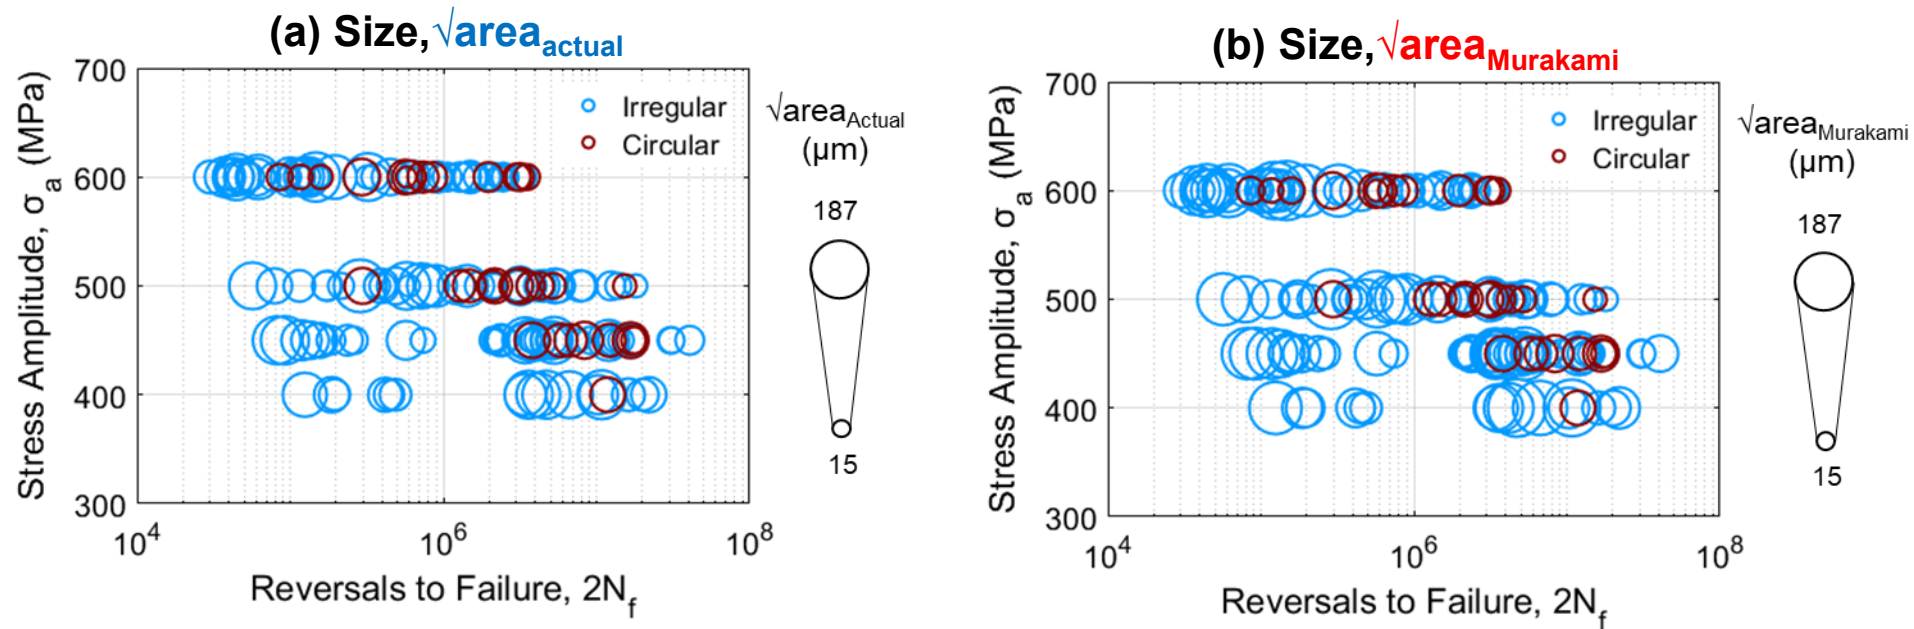 (a) Size,√area_actual
700
600
500
400
300
Stress Amplitude, σ_a (MPa)
Irregular
Circular
10^4
10^6
10^8
Reversals to Failure, 2N_f
√area_Actual
(μm)
187
15
(b) Size,√area_Murakami
700
600
500
400
300
Stress Amplitude, σ_a (MPa)
Irregular
Circular
10^4
10^6
10^8
Reversals to Failure, 2N_f
√area_Murakami
(μm)
187
15